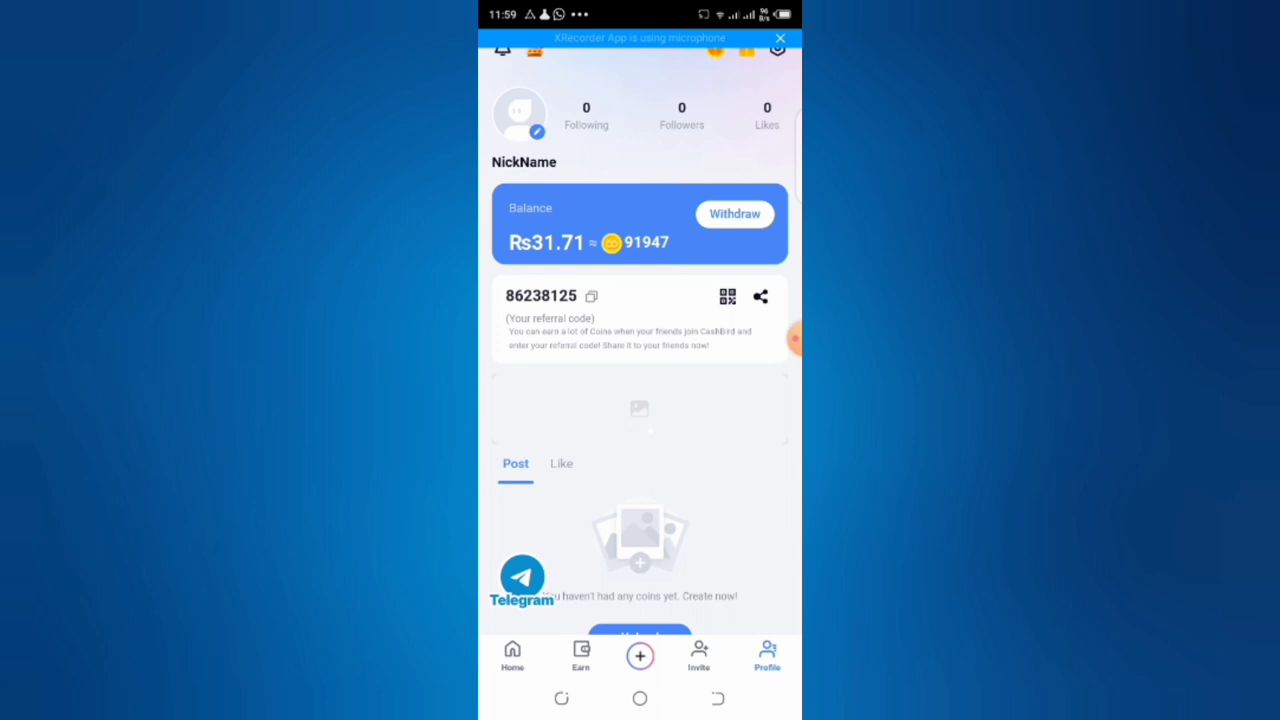 11:59
96 B/s
XRecorder App is using microphone
0 0 0
Following Followers Likes
NickName
Balance
Withdraw
₨31.71 ≈ 91947
86238125
(Your referral code)
You can earn a lot of Coins when your friends join CashBird and
enter your referral code! Share it to your friends now!
Post Like
Telegram
haven't had any coins yet. Create now!
Home Earn Invite Profile